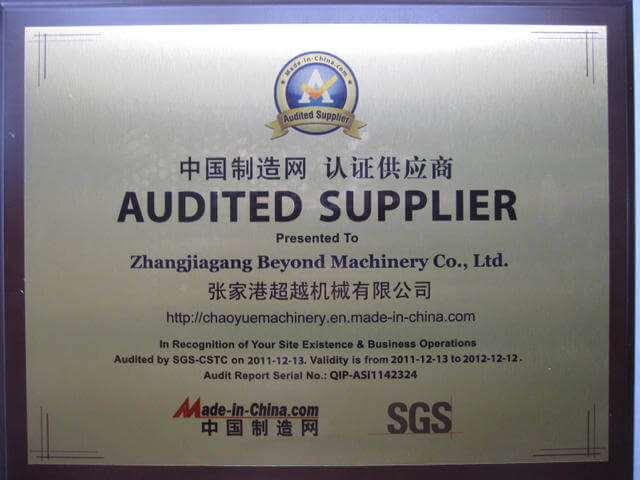 Made-in-China.com
A
Audited Supplier
中国制造网 认证供应商
AUDITED SUPPLIER
Presented To
Zhangjiagang Beyond Machinery Co., Ltd.
张家港超越机械有限公司
http://chaoyuemachinery.en.made-in-china.com
In Recognition of Your Site Existence & Business Operations
Audited by SGS-CSTC on 2011-12-13. Validity is from 2011-12-13 to 2012-12-12.
Audit Report Serial No.: QIP-ASI1142324
Made-in-China.com
中国制造网
SGS